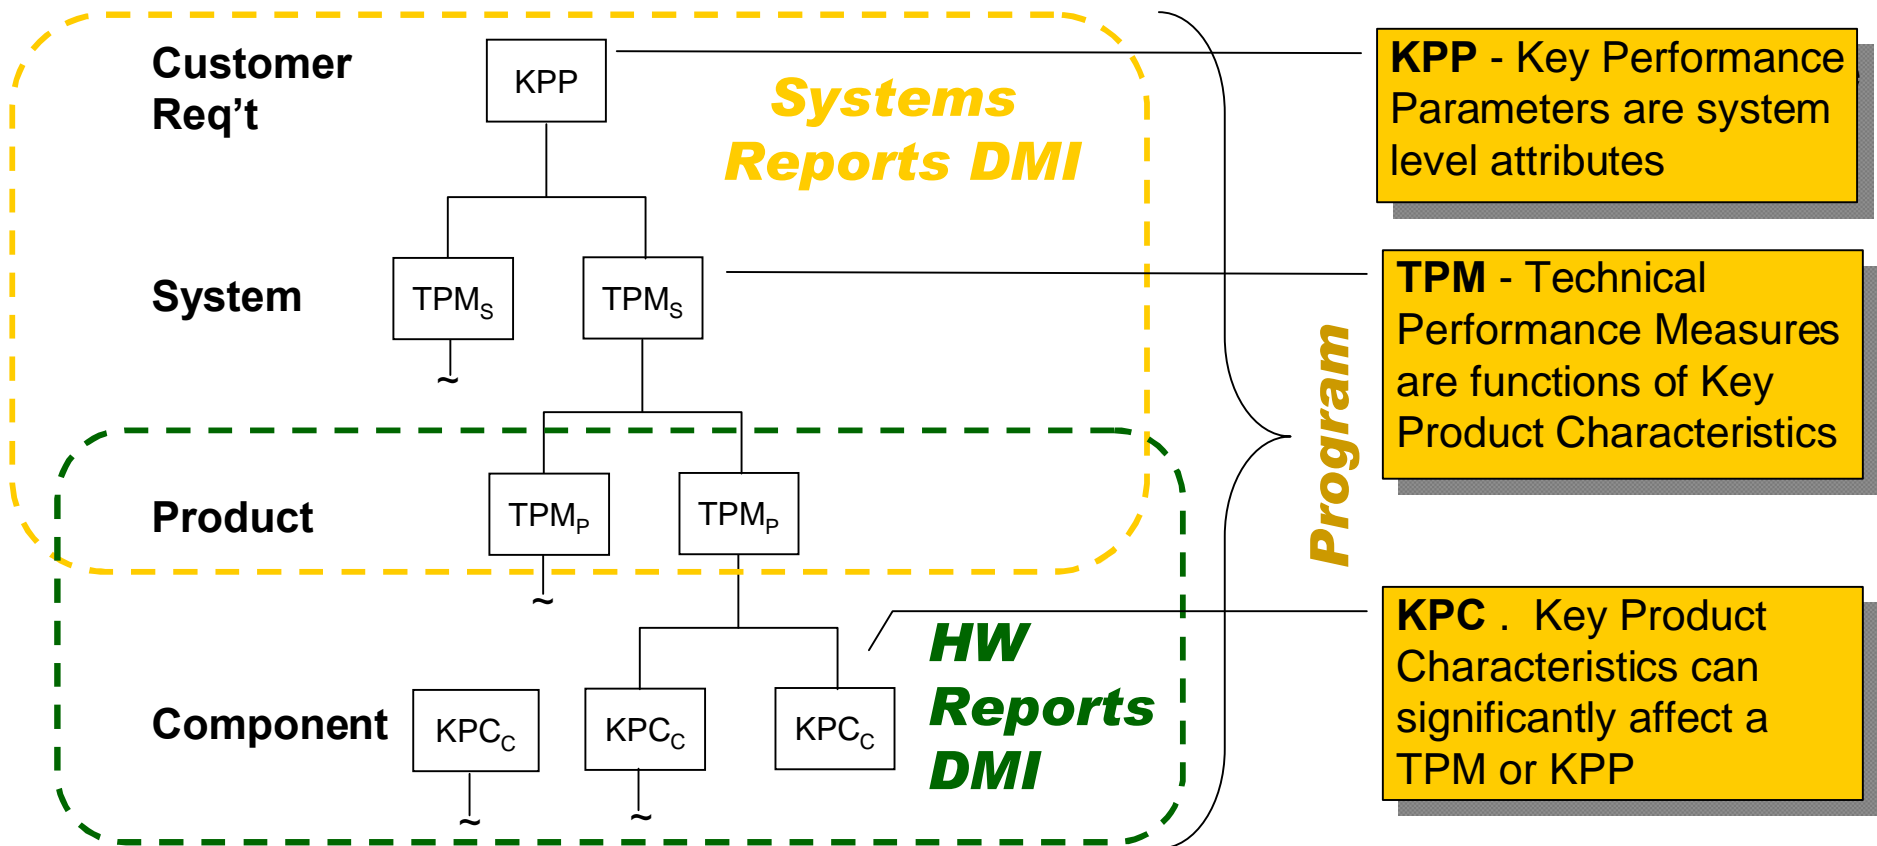 Customer
Req't
KPP
Systems
Reports DMI
KPP - Key Performance
Parameters are system
level attributes
System
TPMS
TPMS
~
TPM - Technical
Performance Measures
are functions of Key
Product Characteristics
Program
Product
TPMP
TPMP
~
Component
KPCC
KPCC
KPCC
~
~
HW
Reports
DMI
KPC . Key Product
Characteristics can
significantly affect a
TPM or KPP